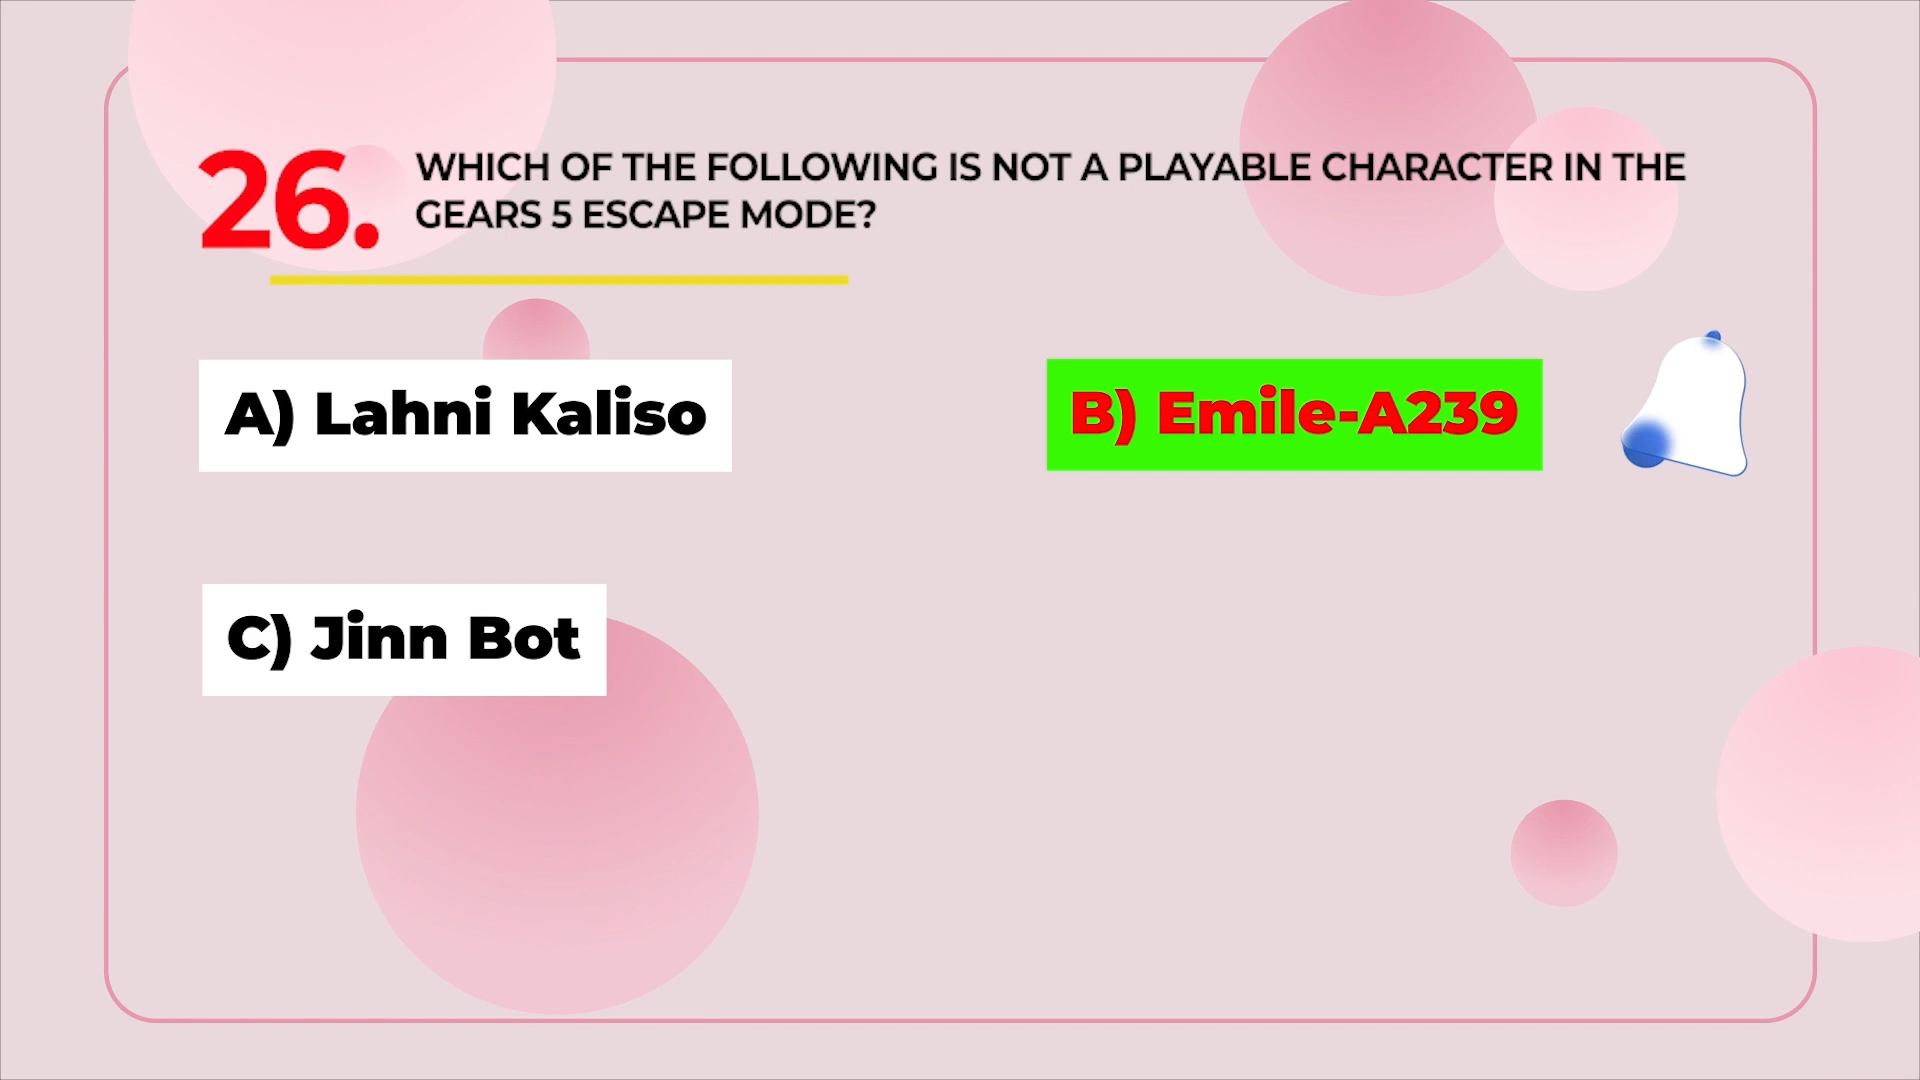 26.
WHICH OF THE FOLLOWING IS NOT A PLAYABLE CHARACTER IN THE
GEARS 5 ESCAPE MODE?
A) Lahni Kaliso
B) Emile-A239
C) Jinn Bot